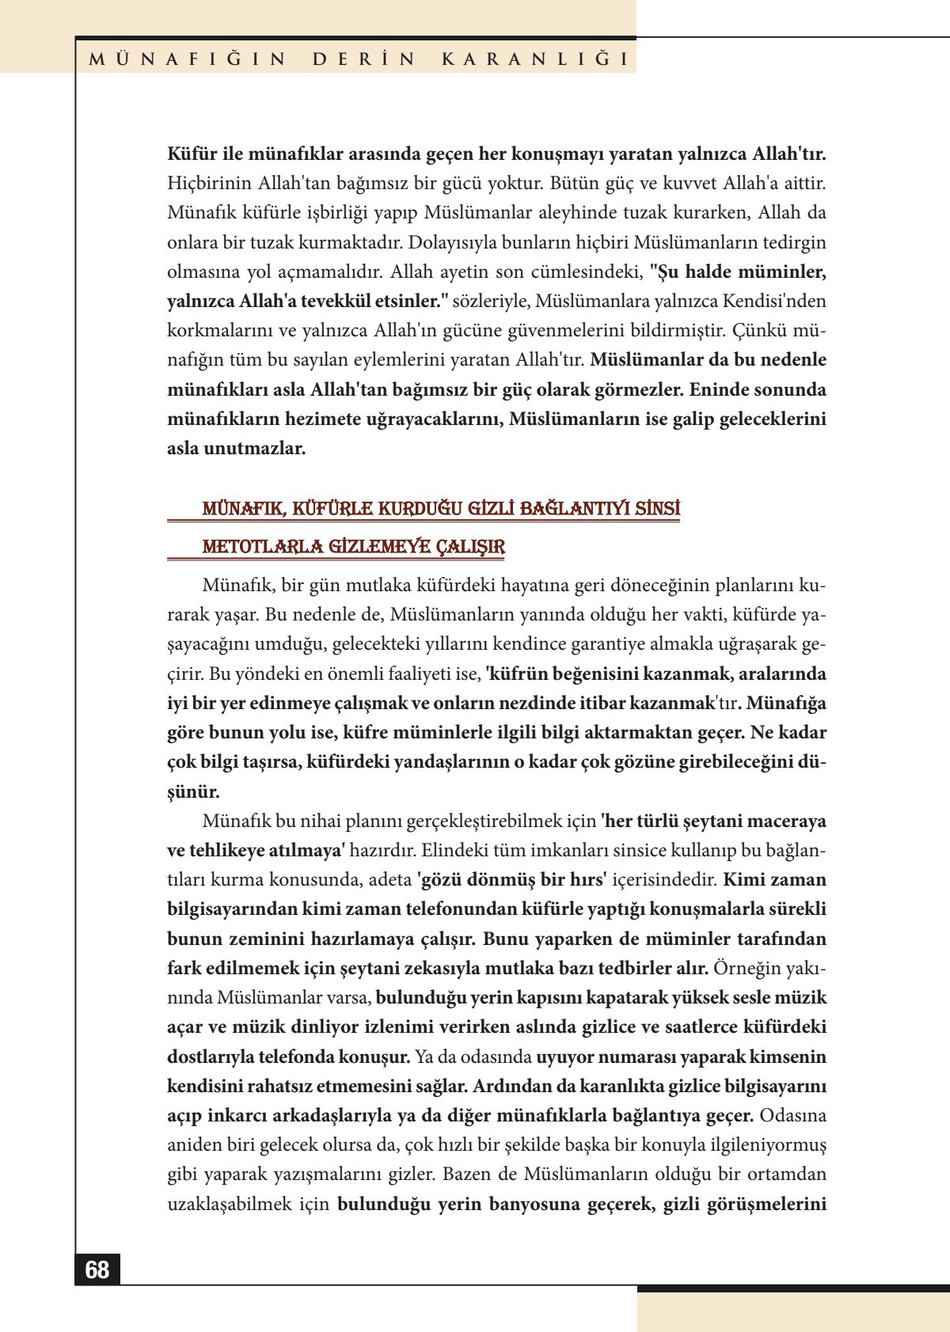 MÜNAFIĞIN DERİN KARANLIĞI
Küfür ile münafıklar arasında geçen her konuşmayı yaratan yalnızca Allah'tır.
Hiçbirinin Allah'tan bağımsız bir gücü yoktur. Bütün güç ve kuvvet Allah'a aittir.
Münafık küfürle işbirliği yapıp Müslümanlar aleyhinde tuzak kurarken, Allah da
onlara bir tuzak kurmaktadır. Dolayısıyla bunların hiçbiri Müslümanların tedirgin
olmasına yol açmamalıdır. Allah ayetin son cümlesindeki, "Şu halde müminler,
yalnızca Allah'a tevekkül etsinler." sözleriyle, Müslümanlara yalnızca Kendisi'nden
korkmalarını ve yalnızca Allah'ın gücüne güvenmelerini bildirmiştir. Çünkü mü-
nafığın tüm bu sayılan eylemlerini yaratan Allah'tır. Müslümanlar da bu nedenle
münafıkları asla Allah'tan bağımsız bir güç olarak görmezler. Eninde sonunda
münafıkların hezimete uğrayacaklarını, Müslümanların ise galip geleceklerini
asla unutmazlar.
MÜNAFIK, KÜFÜRLE KURDUĞU GİZLİ BAĞLANTIYI SİNSİ
METOTLARLA GİZLEMEYE ÇALIŞIR
Münafık, bir gün mutlaka küfürdeki hayatına geri döneceğinin planlarını ku-
rarak yaşar. Bu nedenle de, Müslümanların yanında olduğu her vakti, küfürde ya-
şayacağını umduğu, gelecekteki yıllarını kendince garantiye almakla uğraşarak ge-
çirir. Bu yöndeki en önemli faaliyeti ise, 'küfrün beğenisini kazanmak, aralarında
iyi bir yer edinmeye çalışmak ve onların nezdinde itibar kazanmak'tır. Münafığa
göre bunun yolu ise, küfre müminlerle ilgili bilgi aktarmaktan geçer. Ne kadar
çok bilgi taşırsa, küfürdeki yandaşlarının o kadar çok gözüne girebileceğini dü-
şünür.
Münafık bu nihai planını gerçekleştirebilmek için 'her türlü şeytani maceraya
ve tehlikeye atılmaya' hazırdır. Elindeki tüm imkanları sinsice kullanıp bu bağlan-
tıları kurma konusunda, adeta 'gözü dönmüş bir hırs' içerisindedir. Kimi zaman
bilgisayarından kimi zaman telefonundan küfürle yaptığı konuşmalarla sürekli
bunun zeminini hazırlamaya çalışır. Bunu yaparken de müminler tarafından
fark edilmemek için şeytani zekasıyla mutlaka bazı tedbirler alır. Örneğin yakı-
nında Müslümanlar varsa, bulunduğu yerin kapısını kapatarak yüksek sesle müzik
açar ve müzik dinliyor izlenimi verirken aslında gizlice ve saatlerce küfürdeki
dostlarıyla telefonda konuşur. Ya da odasında uyuyor numarası yaparak kimsenin
kendisini rahatsız etmemesini sağlar. Ardından da karanlıkta gizlice bilgisayarını
açıp inkarcı arkadaşlarıyla ya da diğer münafıklarla bağlantıya geçer. Odasına
aniden biri gelecek olursa da, çok hızlı bir şekilde başka bir konuyla ilgileniyormuş
gibi yaparak yazışmalarını gizler. Bazen de Müslümanların olduğu bir ortamdan
uzaklaşabilmek için bulunduğu yerin banyosuna geçerek, gizli görüşmelerini
68